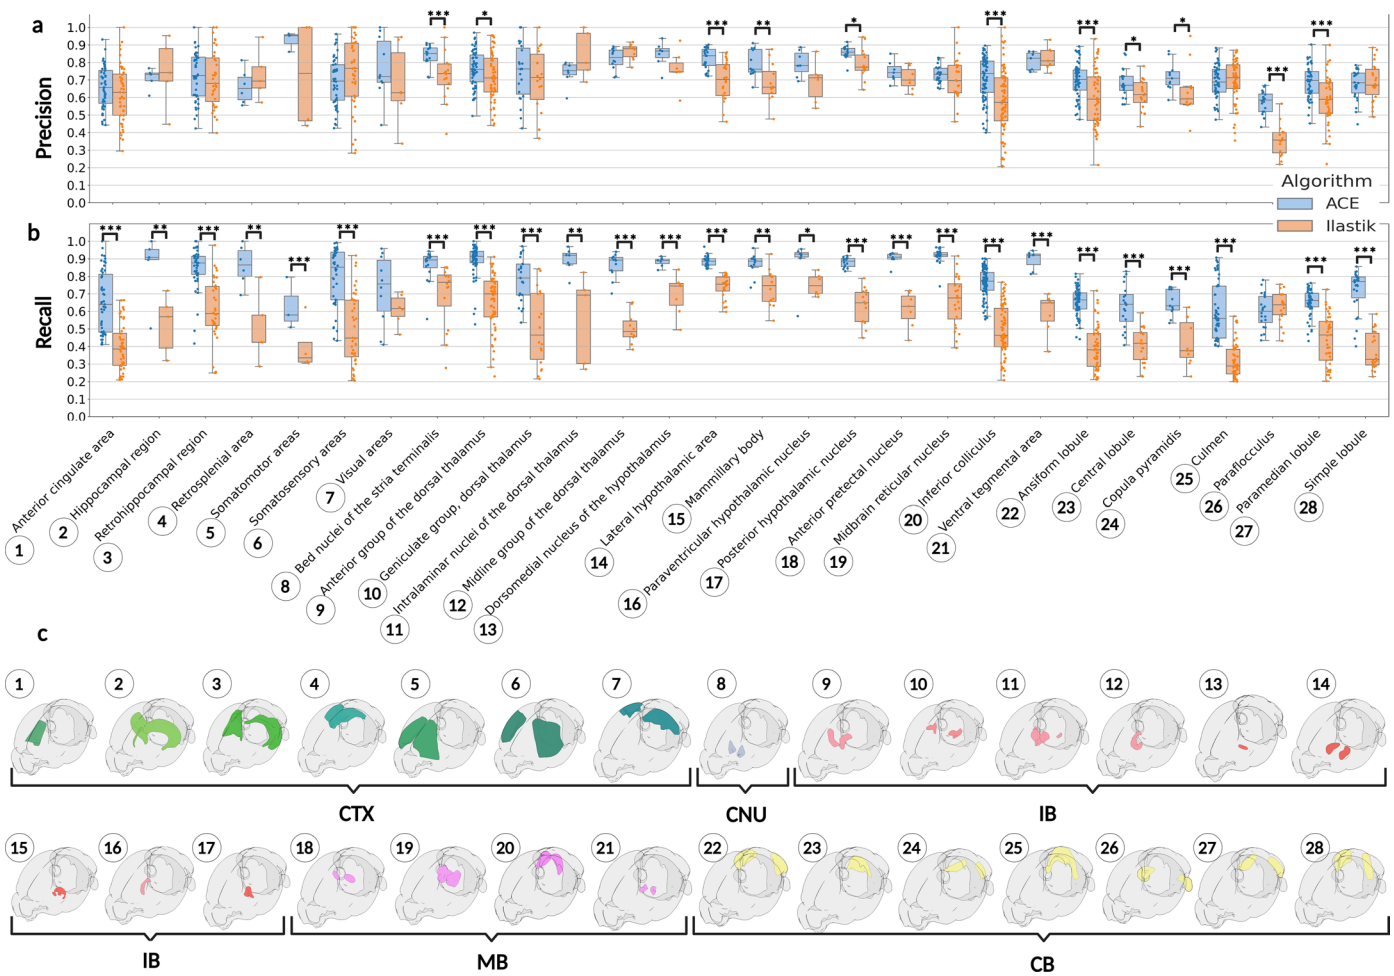 a
*** * *** ** * *** *** * * *** ***
Precision
1.0
0.9
0.8
0.7
0.6
0.5
0.4
0.3
0.2
0.1
0.0
Algorithm
ACE
Ilastik
b
*** ** *** ** *** *** *** *** *** ** *** *** *** ** * *** *** *** *** *** *** *** *** *** *** ***
Recall
1.0
0.9
0.8
0.7
0.6
0.5
0.4
0.3
0.2
0.1
0.0
Anterior cingulate area
1
Hippocampal region
2
Retrohippocampal region
3
Retrosplenial area
4
Somatomotor areas
5
Somatosensory areas
6
Visual areas
7
Bed nuclei of the stria terminalis
8
Anterior group of the dorsal thalamus
9
Geniculate group, dorsal thalamus
10
Intralaminar nuclei of the dorsal thalamus
11
Midline group of the dorsal thalamus
12
Dorsomedial nucleus of the hypothalamus
13
Lateral hypothalamic area
14
Mammillary body
15
Paraventricular hypothalamic nucleus
16
Posterior hypothalamic nucleus
17
Anterior pretectal nucleus
18
Midbrain reticular nucleus
19
Inferior colliculus
20
Ventral tegmental area
21
Ansiform lobule
22
Central lobule
23
Copula pyramidis
24
Culmen
25
Paraflocculus
26
Paramedian lobule
27
Simple lobule
28
c
1 2 3 4 5 6 7 8 9 10 11 12 13 14
CTX CNU IB
15 16 17 18 19 20 21 22 23 24 25 26 27 28
IB MB CB